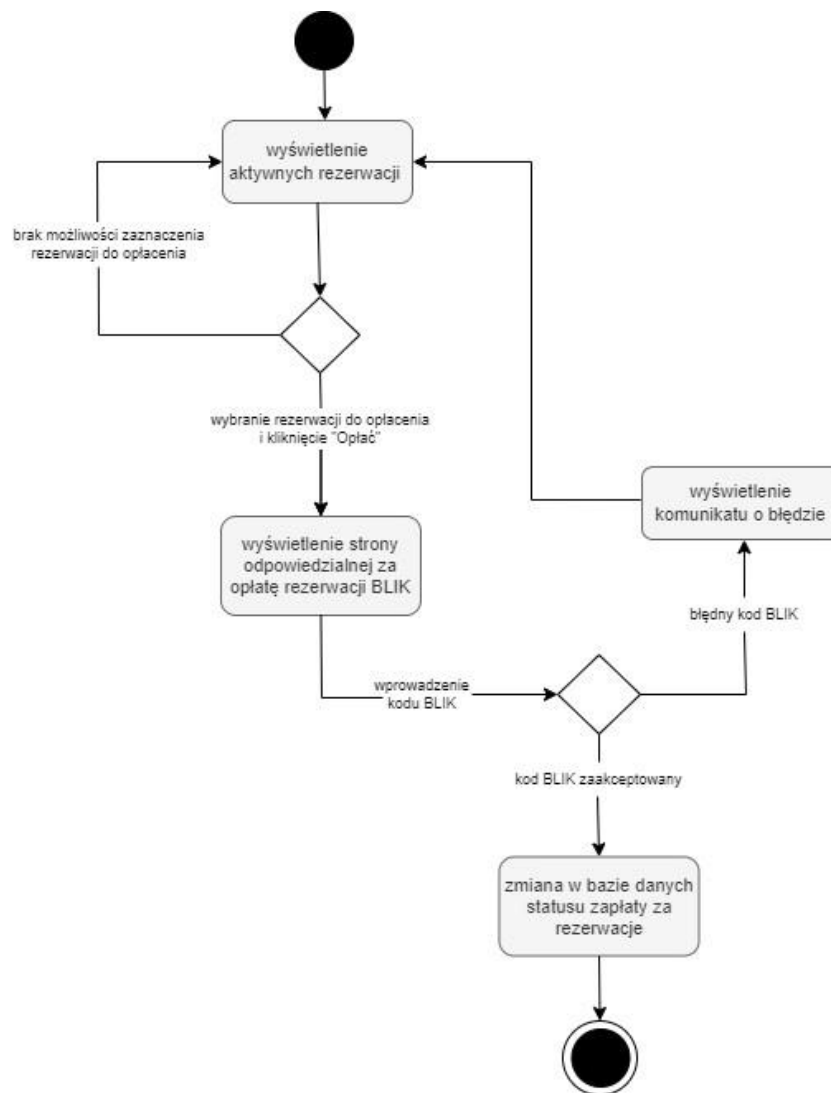 wyświetlenie
aktywnych rezerwacji
brak możliwości zaznaczenia
rezerwacji do opłacenia
wybranie rezerwacji do opłacenia
i kliknięcie "Opłać"
wyświetlenie
komunikatu o błędzie
wyświetlenie strony
odpowiedzialnej za
opłatę rezerwacji BLIK
błędny kod BLIK
wprowadzenie
kodu BLIK
kod BLIK zaakceptowany
zmiana w bazie danych
statusu zapłaty za
rezerwacje